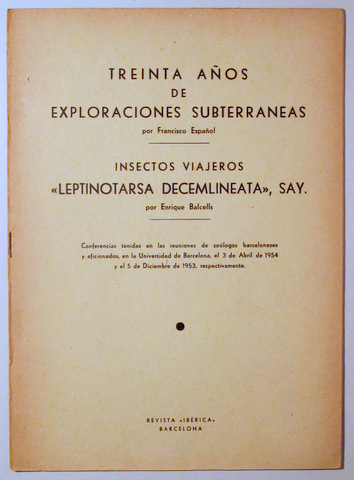 TREINTA AÑOS
DE
EXPLORACIONES SUBTERRANEAS
por Francisco Español
INSECTOS VIAJEROS
«LEPTINOTARSA DECEMLINEATA», SAY.
por Enrique Balcells
Conferencias tenidas en las reuniones de zoólogos barceloneses
y aficionados, en la Universidad de Barcelona, el 3 de Abril de 1954
y el 5 de Diciembre de 1953, respectivamente.
REVISTA «IBÉRICA»
BARCELONA